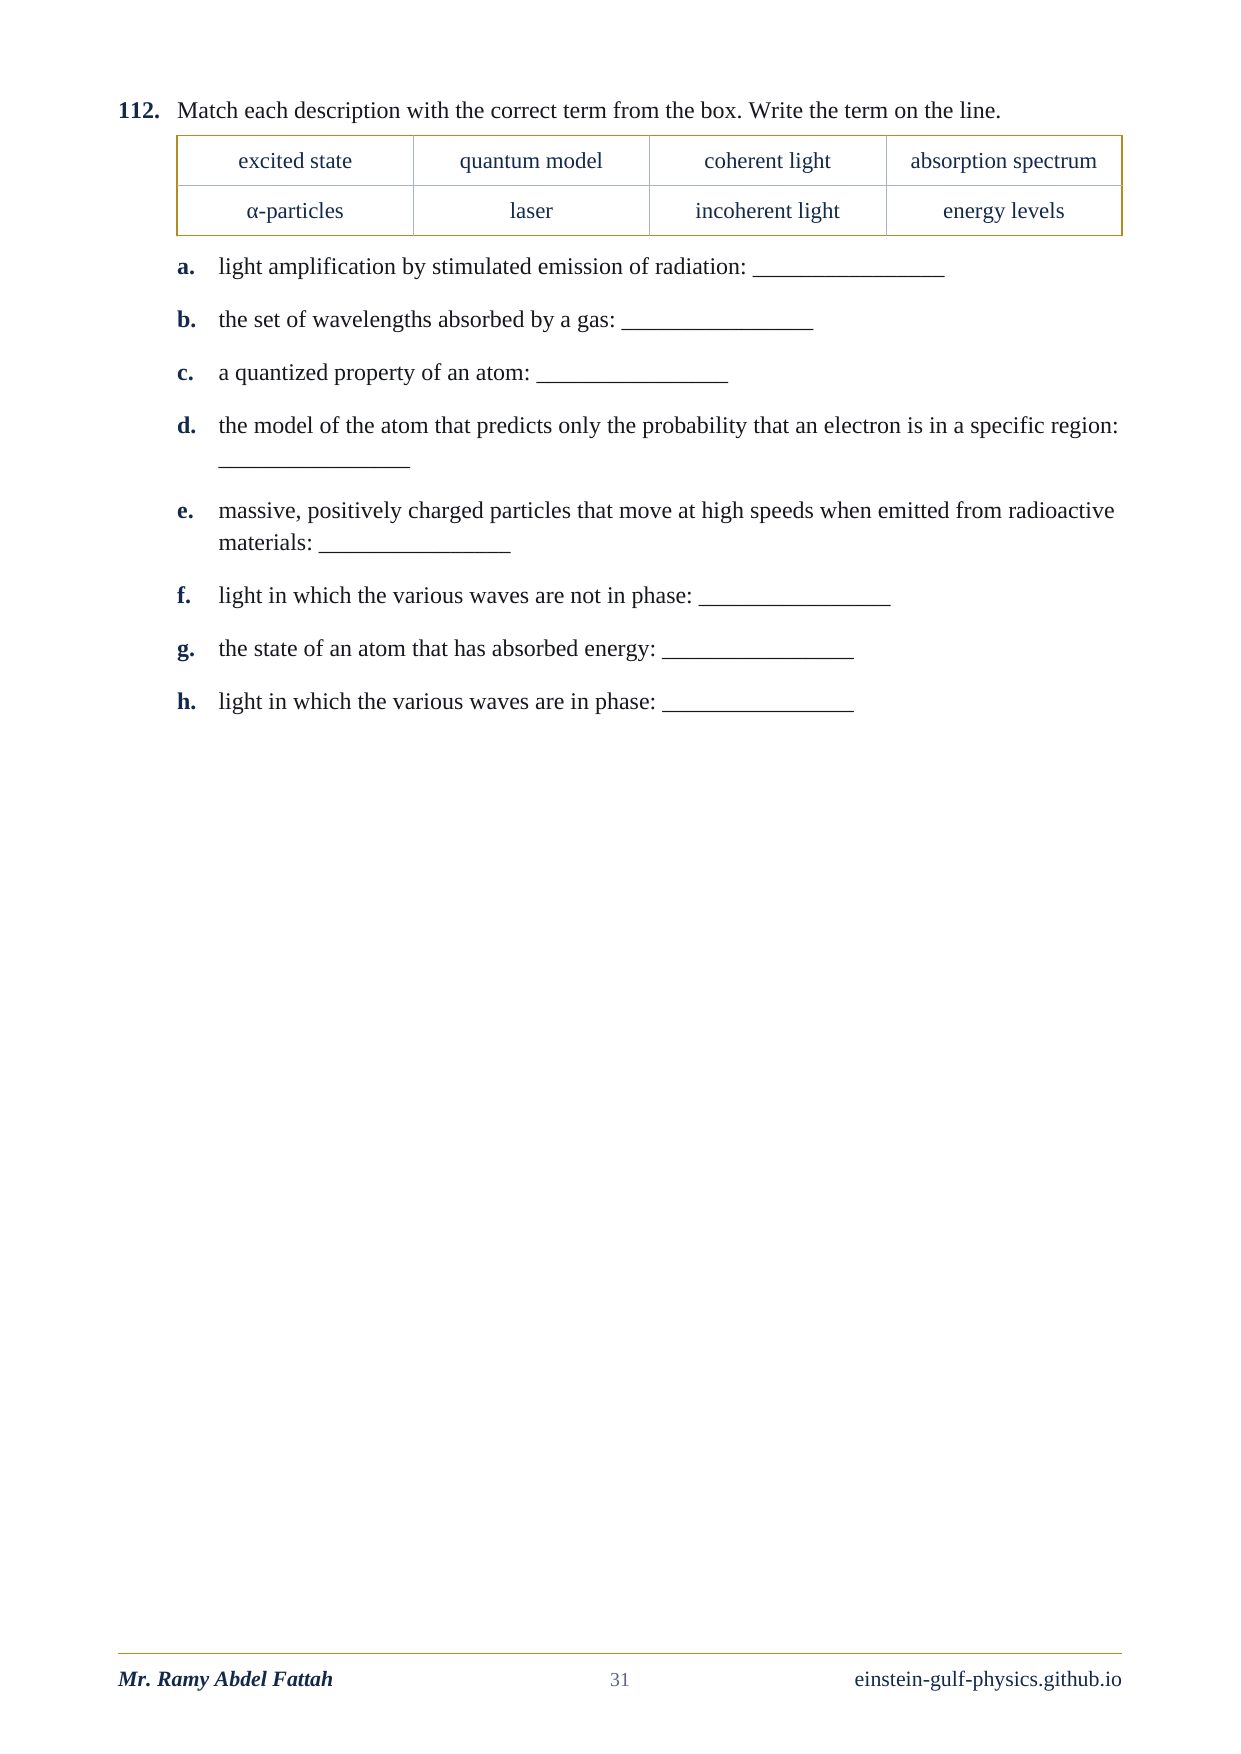 112. Match each description with the correct term from the box. Write the term on the line.
excited state quantum model coherent light absorption spectrum
α-particles laser incoherent light energy levels
a. light amplification by stimulated emission of radiation: ________________
b. the set of wavelengths absorbed by a gas: ________________
c. a quantized property of an atom: ________________
d. the model of the atom that predicts only the probability that an electron is in a specific region:
________________
e. massive, positively charged particles that move at high speeds when emitted from radioactive
materials: ________________
f. light in which the various waves are not in phase: ________________
g. the state of an atom that has absorbed energy: ________________
h. light in which the various waves are in phase: ________________
Mr. Ramy Abdel Fattah 31 einstein-gulf-physics.github.io